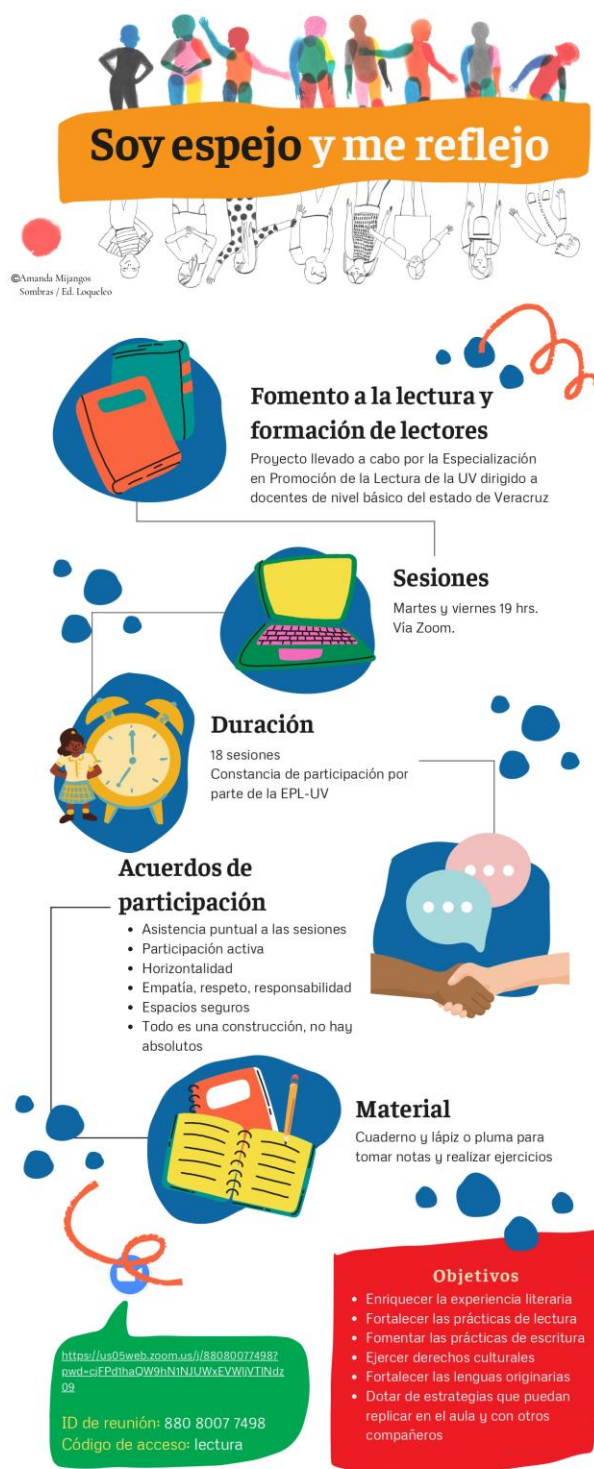 Soy espejo y me reflejo
©Amanda Mijangos
Sombras / Ed. Loqueleo
Fomento a la lectura y
formación de lectores
Proyecto llevado a cabo por la Especialización
en Promoción de la Lectura de la UV dirigido a
docentes de nivel básico del estado de Veracruz
Sesiones
Martes y viernes 19 hrs.
Vía Zoom.
Duración
18 sesiones
Constancia de participación por
parte de la EPL-UV
Acuerdos de
participación
• Asistencia puntual a las sesiones
• Participación activa
• Horizontalidad
• Empatía, respeto, responsabilidad
• Espacios seguros
• Todo es una construcción, no hay
absolutos
Material
Cuaderno y lápiz o pluma para
tomar notas y realizar ejercicios
https://us05web.zoom.us/j/88080077498?
pwd=cjFPd1haQW9hN1NJUWxEVWljVTlNdz
09
ID de reunión: 880 8007 7498
Código de acceso: lectura
Objetivos
• Enriquecer la experiencia literaria
• Fortalecer las prácticas de lectura
• Fomentar las prácticas de escritura
• Ejercer derechos culturales
• Fortalecer las lenguas originarias
• Dotar de estrategias que puedan
replicar en el aula y con otros
compañeros